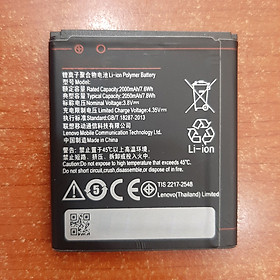 锂离子聚合物电池 Li-ion Polymer Battery
额定容量 Rated Capacity:2000mAh/7.6Wh
典型容量 Typical Capacity:2050mAh/7.8Wh
标称电压 Nominal Voltage:3.8V⎓
充电限制电压 Limited Charge Voltage:4.35V⎓
执行标准 Standard:GB/T 18287-2013
联想移动通信科技有限公司
Lenovo Mobile Communication Technology Ltd.
中国制造 Made in China
警告:禁止置于45°C以上高温环境,
禁止短路、挤压、拆卸或投入火中。
Caution:Do not expose to high temperature that exceeds 45°C.
Do not short circuit,crush,disassemble,or dispose of in fire.
Li-ion
5
TIS 2217-2548
Lenovo(Thailand) Limited